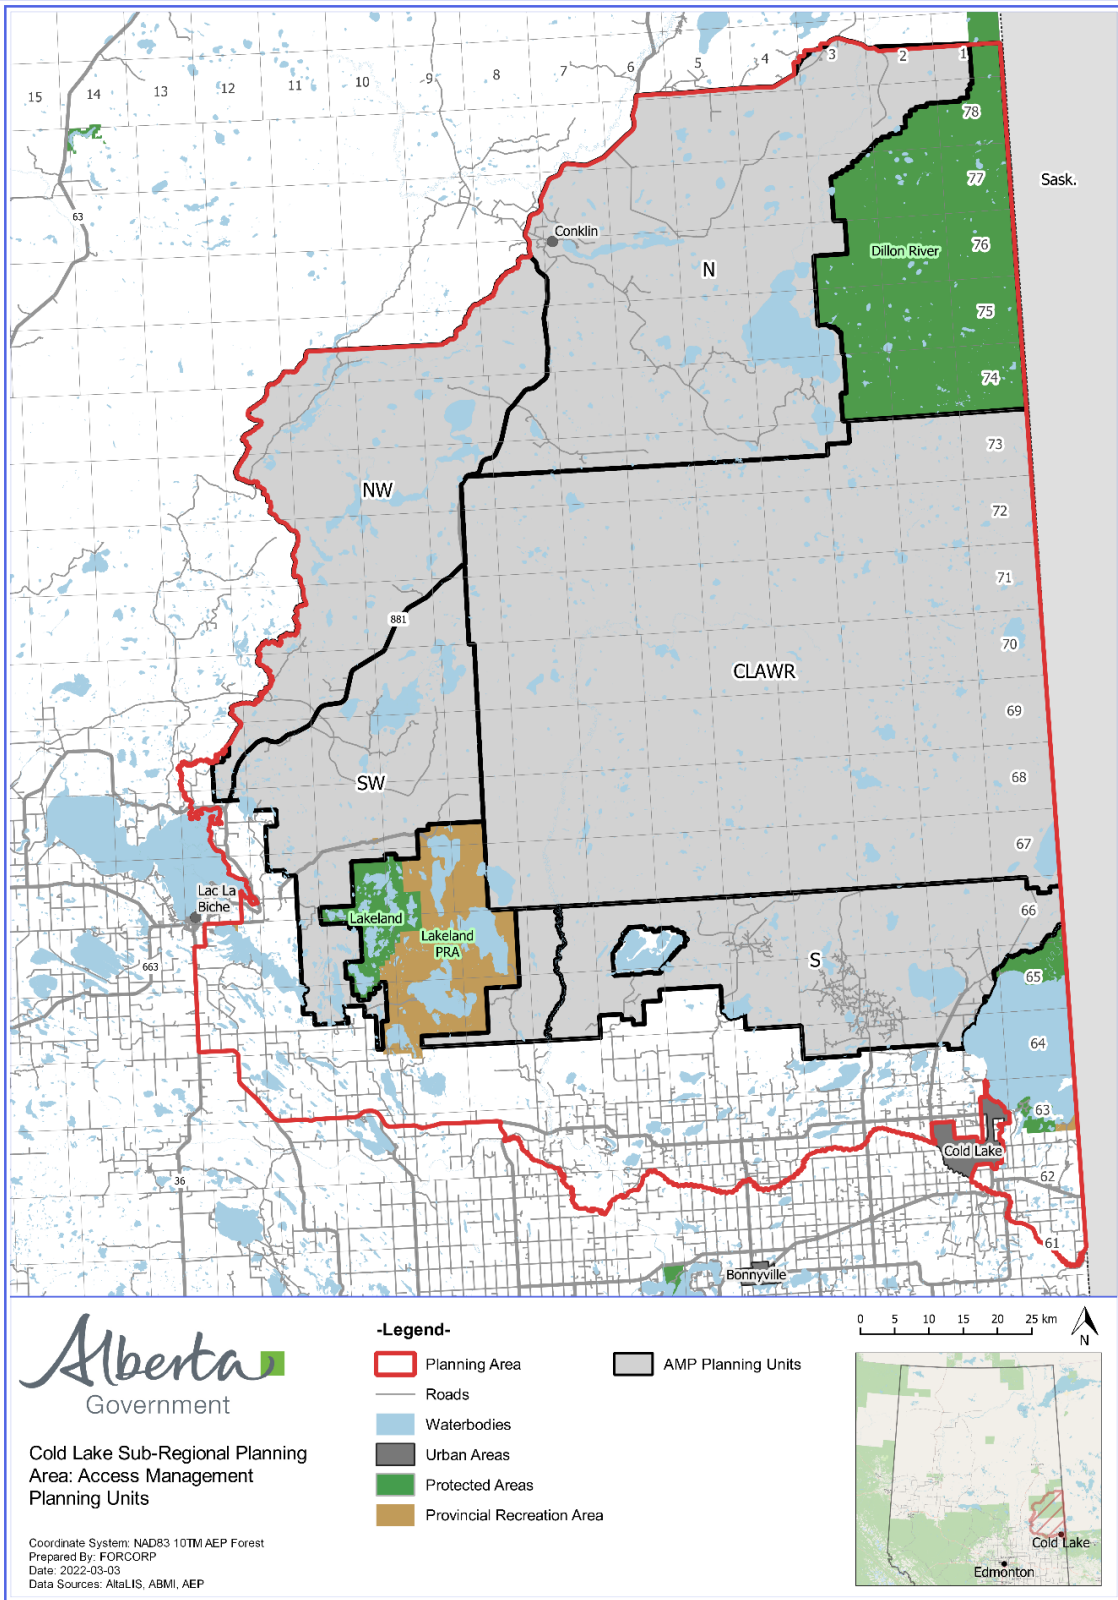 3
2
1
4
5
6
7
8
9
10
11
12
13
14
15
78
77
Sask.
63
Conklin
76
Dillon River
N
75
74
73
NW
72
71
881
70
CLAWR
69
SW
68
67
Lac La
Biche
66
Lakeland
Lakeland
PRA
S
663
65
64
63
Cold Lake
62
36
61
Bonnyville
Alberta
Government
Cold Lake Sub-Regional Planning
Area: Access Management
Planning Units
Coordinate System: NAD83 10TM AEP Forest
Prepared By: FORCORP
Date: 2022-03-03
Data Sources: AltaLIS, ABMI, AEP
-Legend-
Planning Area
Roads
Waterbodies
Urban Areas
Protected Areas
Provincial Recreation Area
AMP Planning Units
0 5 10 15 20 25 km
N
Cold Lake
Edmonton